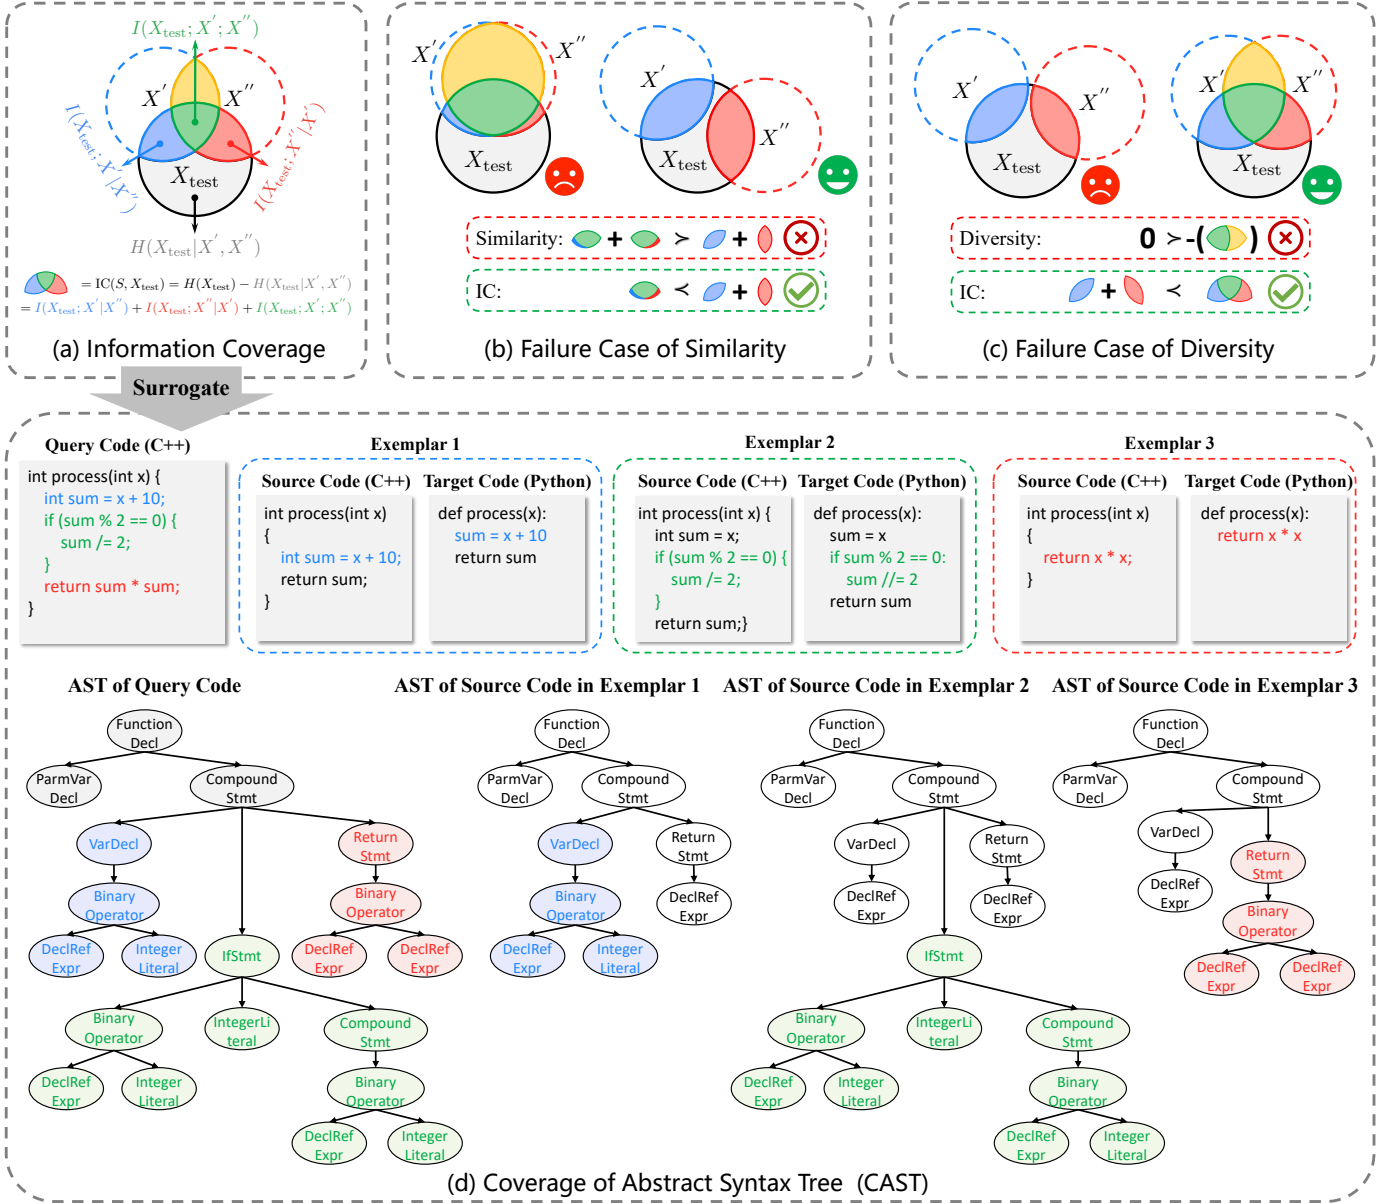 I(X_test; X′; X″)
X′
X″
I(X_test; X′|X″)
I(X_test; X″|X′)
X_test
H(X_test|X′, X″)
= IC(S, X_test) = H(X_test) − H(X_test|X′, X″)
= I(X_test; X′|X″) + I(X_test; X″|X′) + I(X_test; X′; X″)
(a) Information Coverage
X′
X″
X_test
X′
X″
X_test
Similarity: + ≻ +
IC: ≺ +
(b) Failure Case of Similarity
X′
X″
X_test
X′
X″
X_test
Diversity: 0 ≻ -( )
IC: + ≺
(c) Failure Case of Diversity
Surrogate
Query Code (C++)
int process(int x) {
int sum = x + 10;
if (sum % 2 == 0) {
sum /= 2;
}
return sum * sum;
}
Exemplar 1
Source Code (C++)
int process(int x)
{
int sum = x + 10;
return sum;
}
Target Code (Python)
def process(x):
sum = x + 10
return sum
Exemplar 2
Source Code (C++)
int process(int x) {
int sum = x;
if (sum % 2 == 0) {
sum /= 2;
}
return sum;}
Target Code (Python)
def process(x):
sum = x
if sum % 2 == 0:
sum //= 2
return sum
Exemplar 3
Source Code (C++)
int process(int x)
{
return x * x;
}
Target Code (Python)
def process(x):
return x * x
AST of Query Code
Function
Decl
ParmVar
Decl
Compound
Stmt
VarDecl
Return
Stmt
Binary
Operator
Binary
Operator
DeclRef
Expr
Integer
Literal
IfStmt
DeclRef
Expr
DeclRef
Expr
Binary
Operator
IntegerLi
teral
Compound
Stmt
DeclRef
Expr
Integer
Literal
Binary
Operator
DeclRef
Expr
Integer
Literal
AST of Source Code in Exemplar 1
Function
Decl
ParmVar
Decl
Compound
Stmt
VarDecl
Return
Stmt
Binary
Operator
DeclRef
Expr
DeclRef
Expr
Integer
Literal
AST of Source Code in Exemplar 2
Function
Decl
ParmVar
Decl
Compound
Stmt
VarDecl
Return
Stmt
DeclRef
Expr
DeclRef
Expr
IfStmt
Binary
Operator
IntegerLi
teral
Compound
Stmt
DeclRef
Expr
Integer
Literal
Binary
Operator
DeclRef
Expr
Integer
Literal
AST of Source Code in Exemplar 3
Function
Decl
ParmVar
Decl
Compound
Stmt
VarDecl
Return
Stmt
DeclRef
Expr
Binary
Operator
DeclRef
Expr
DeclRef
Expr
(d) Coverage of Abstract Syntax Tree (CAST)